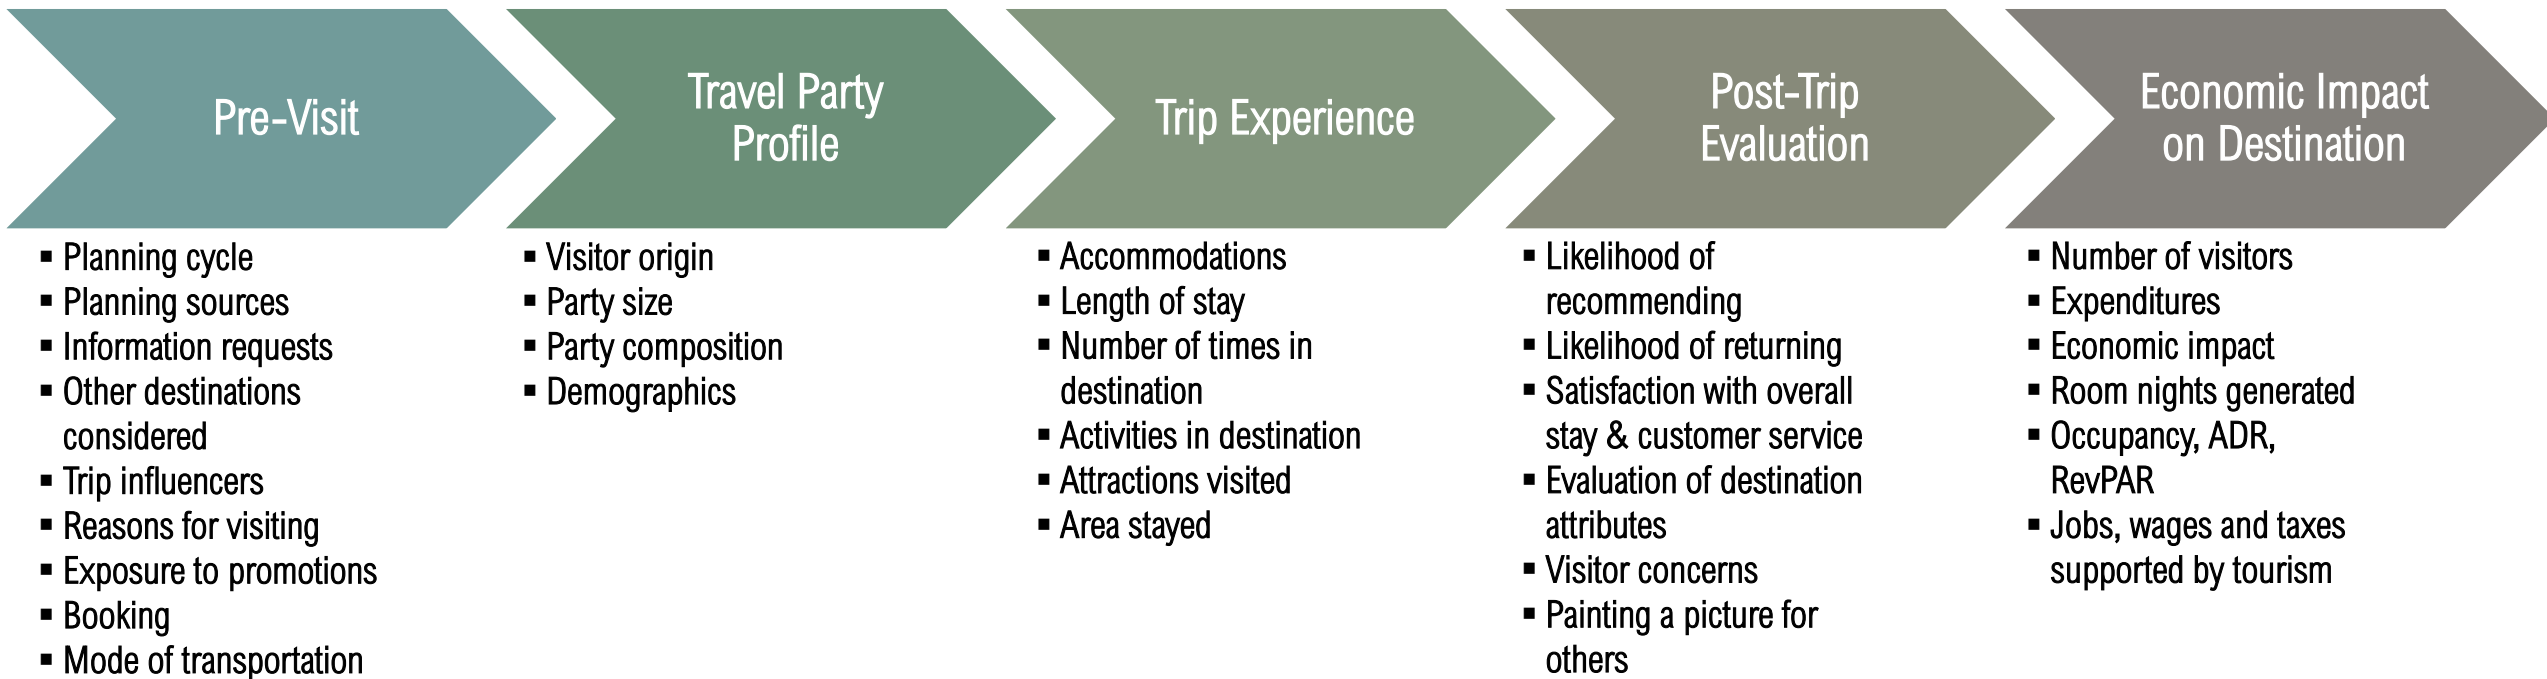 Pre-Visit
▪ Planning cycle
▪ Planning sources
▪ Information requests
▪ Other destinations
considered
▪ Trip influencers
▪ Reasons for visiting
▪ Exposure to promotions
▪ Booking
▪ Mode of transportation
Travel Party
Profile
▪ Visitor origin
▪ Party size
▪ Party composition
▪ Demographics
Trip Experience
▪ Accommodations
▪ Length of stay
▪ Number of times in
destination
▪ Activities in destination
▪ Attractions visited
▪ Area stayed
Post-Trip
Evaluation
▪ Likelihood of
recommending
▪ Likelihood of returning
▪ Satisfaction with overall
stay & customer service
▪ Evaluation of destination
attributes
▪ Visitor concerns
▪ Painting a picture for
others
Economic Impact
on Destination
▪ Number of visitors
▪ Expenditures
▪ Economic impact
▪ Room nights generated
▪ Occupancy, ADR,
RevPAR
▪ Jobs, wages and taxes
supported by tourism